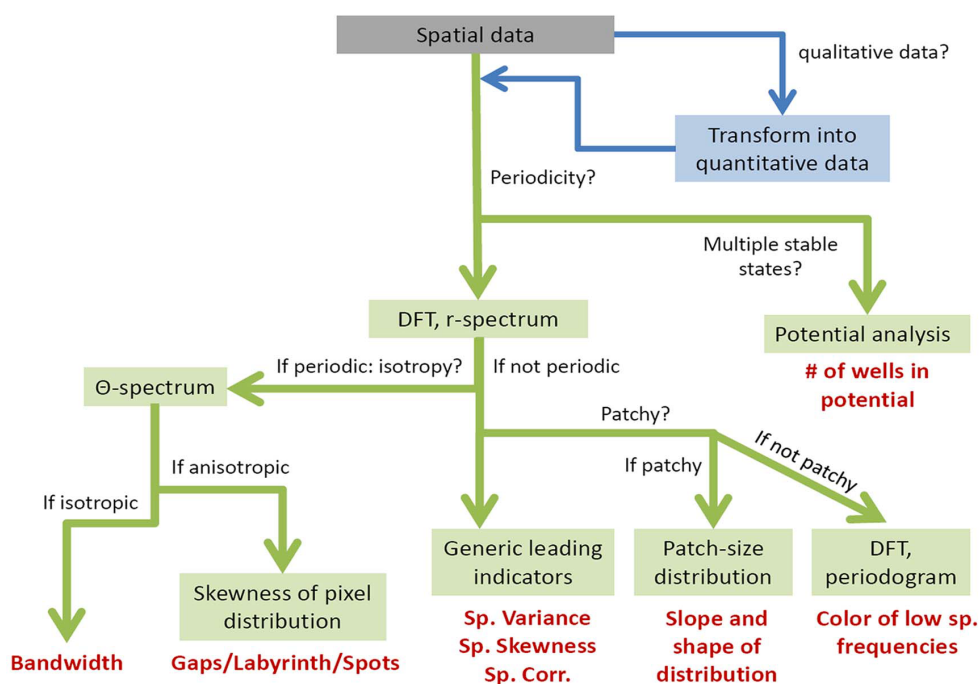 Spatial data
qualitative data?
Transform into
quantitative data
Periodicity?
Multiple stable
states?
DFT, r-spectrum
Potential analysis
# of wells in
potential
If periodic: isotropy?
If not periodic
Θ-spectrum
Patchy?
If anisotropic
If patchy
If not patchy
If isotropic
Generic leading
indicators
Patch-size
distribution
DFT,
periodogram
Skewness of pixel
distribution
Sp. Variance
Sp. Skewness
Sp. Corr.
Slope and
shape of
distribution
Color of low sp.
frequencies
Bandwidth
Gaps/Labyrinth/Spots